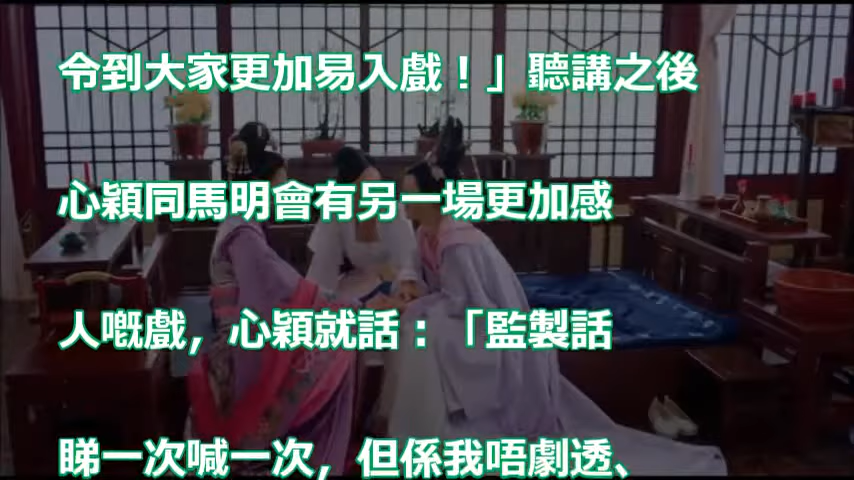 令到大家更加易入戲！」聽講之後
心穎同馬明會有另一場更加感
人嘅戲，心穎就話：「監製話
睇一次喊一次，但係我唔劇透、